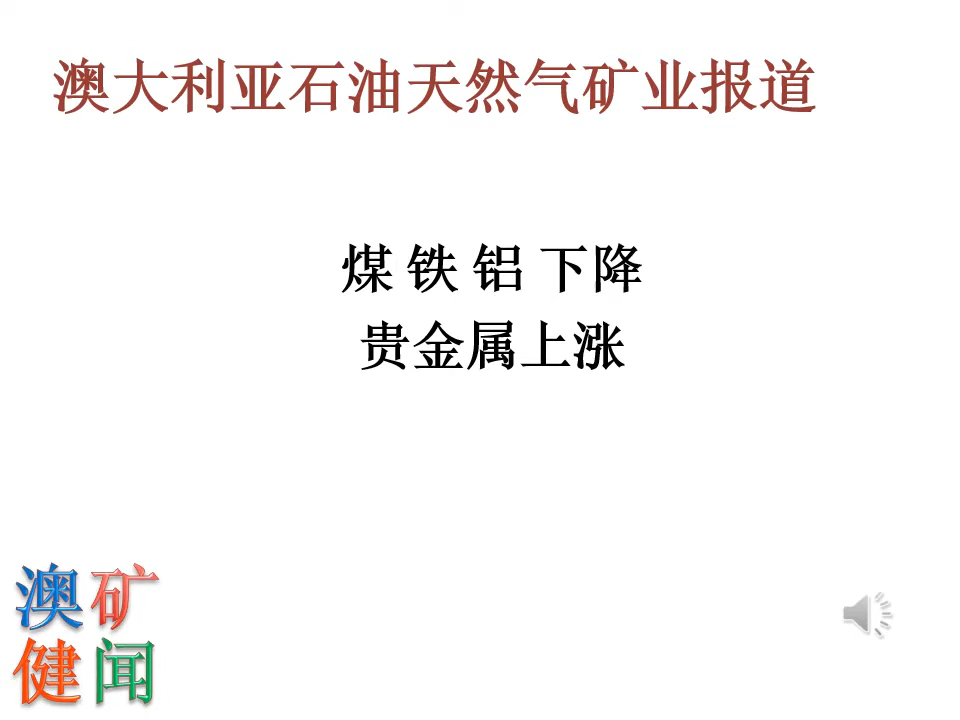 澳大利亚石油天然气矿业报道
煤 铁 铝 下降
贵金属上涨
澳 矿
健 闻